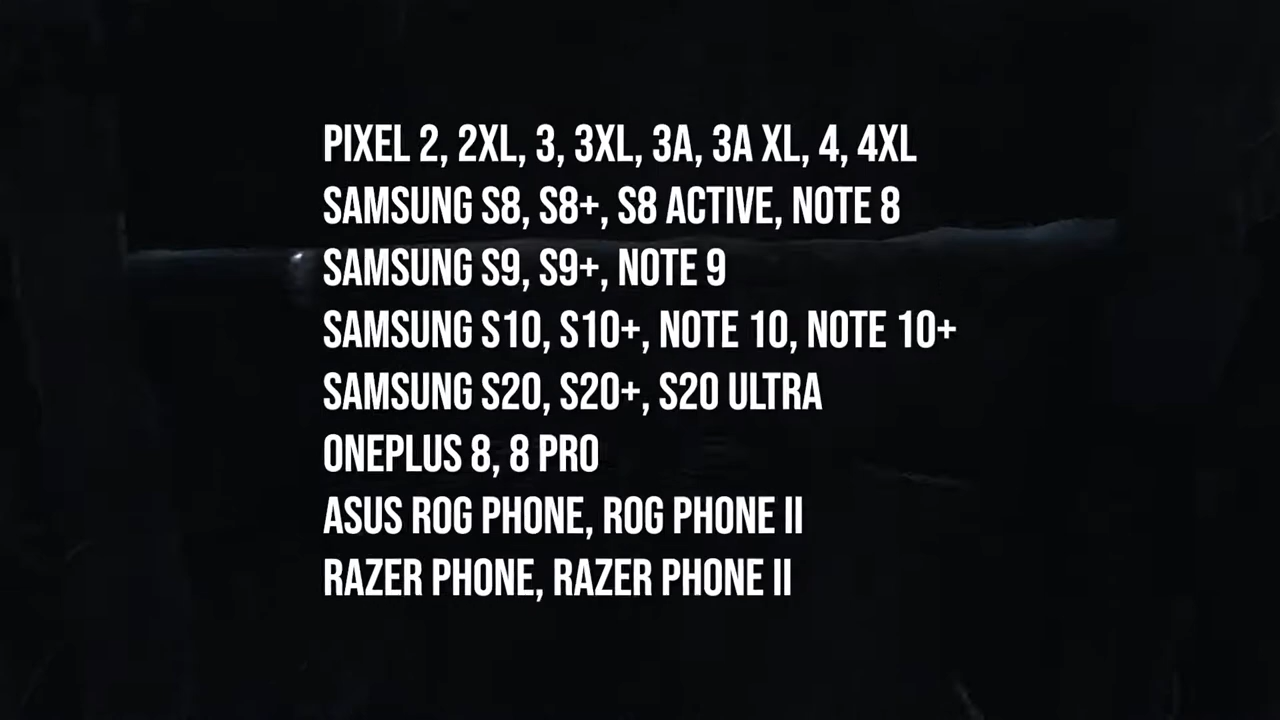 PIXEL 2, 2XL, 3, 3XL, 3A, 3A XL, 4, 4XL
SAMSUNG S8, S8+, S8 ACTIVE, NOTE 8
SAMSUNG S9, S9+, NOTE 9
SAMSUNG S10, S10+, NOTE 10, NOTE 10+
SAMSUNG S20, S20+, S20 ULTRA
ONEPLUS 8, 8 PRO
ASUS ROG PHONE, ROG PHONE II
RAZER PHONE, RAZER PHONE II